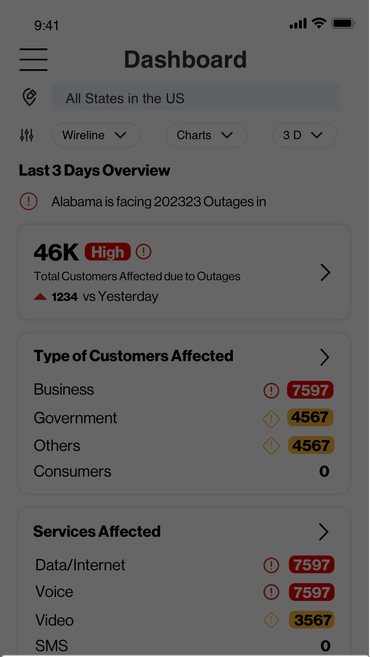 9:41
Dashboard
All States in the US
Wireline
Charts
3 D
Last 3 Days Overview
Alabama is facing 202323 Outages in
46K High
Total Customers Affected due to Outages
1234 vs Yesterday
Type of Customers Affected
Business 7597
Government 4567
Others 4567
Consumers 0
Services Affected
Data/Internet 7597
Voice 7597
Video 3567
SMS 0